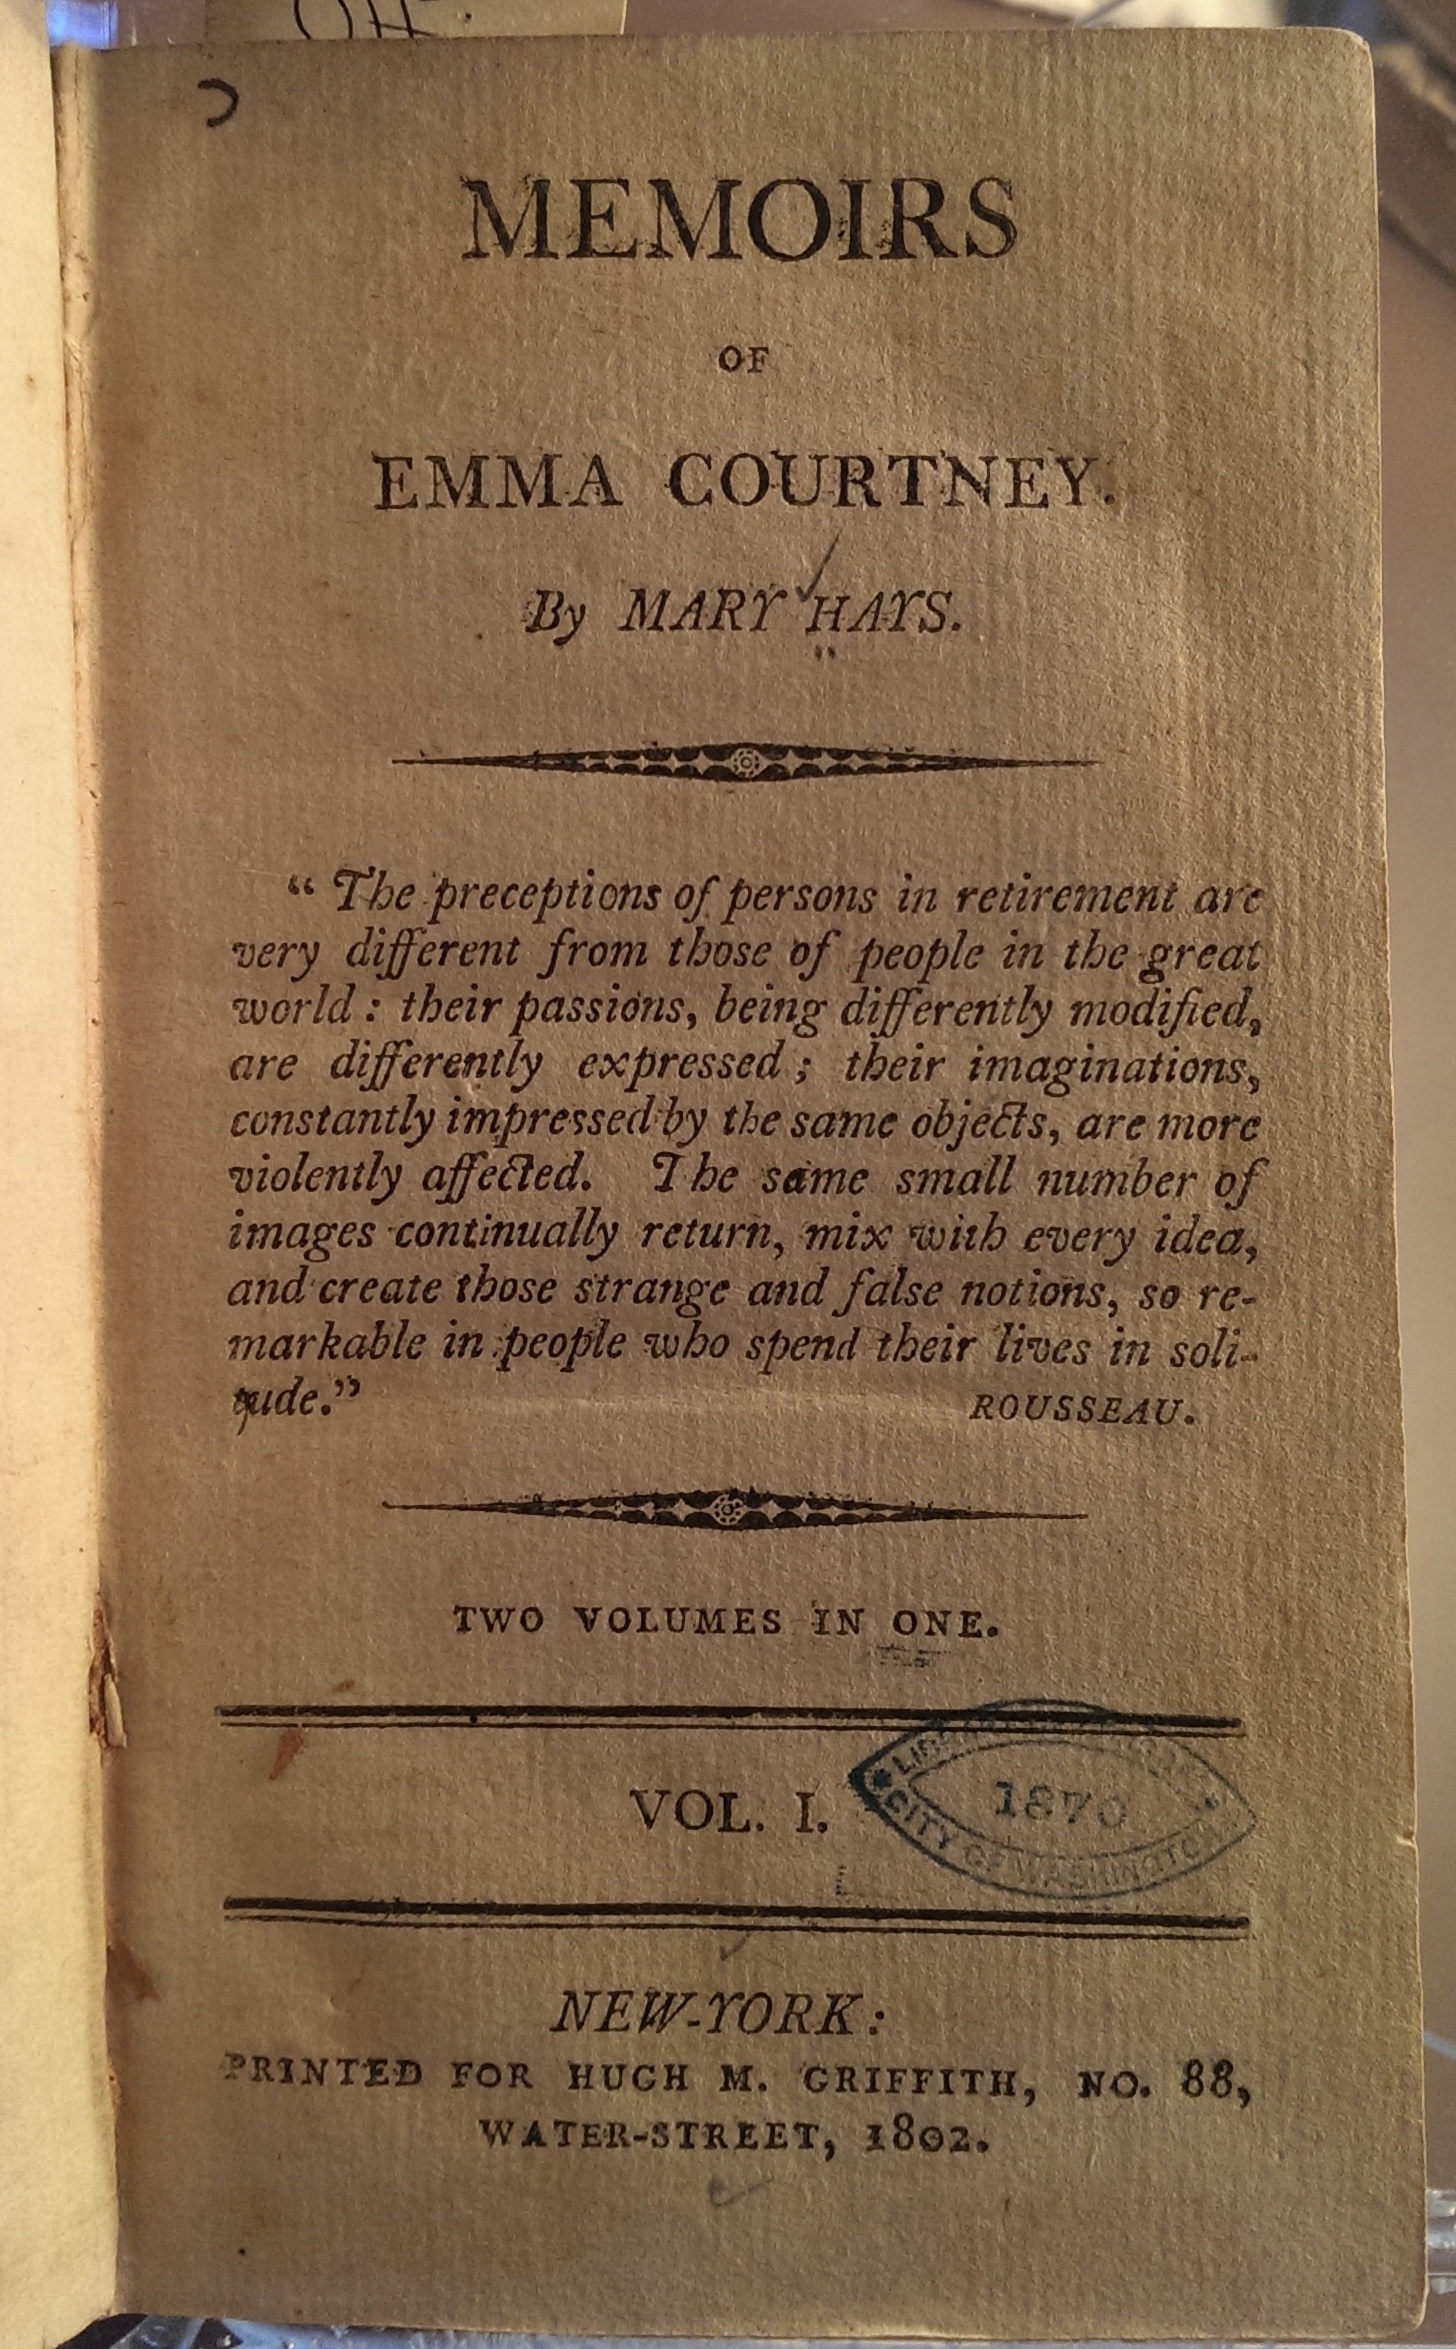 MEMOIRS
OF
EMMA COURTNEY.
By MARY HAYS.
“ The preceptions of persons in retirement are
very different from those of people in the great
world : their passions, being differently modified,
are differently expressed ; their imaginations,
constantly impressed by the same objects, are more
violently affected. The same small number of
images continually return, mix with every idea,
and create those strange and false notions, so re-
markable in people who spend their lives in soli-
tude.” ROUSSEAU.
TWO VOLUMES IN ONE.
VOL. I.
1870
CITY OF WASHINGTON
NEW-YORK:
PRINTED FOR HUGH M. GRIFFITH, NO. 88,
WATER-STREET, 1802.